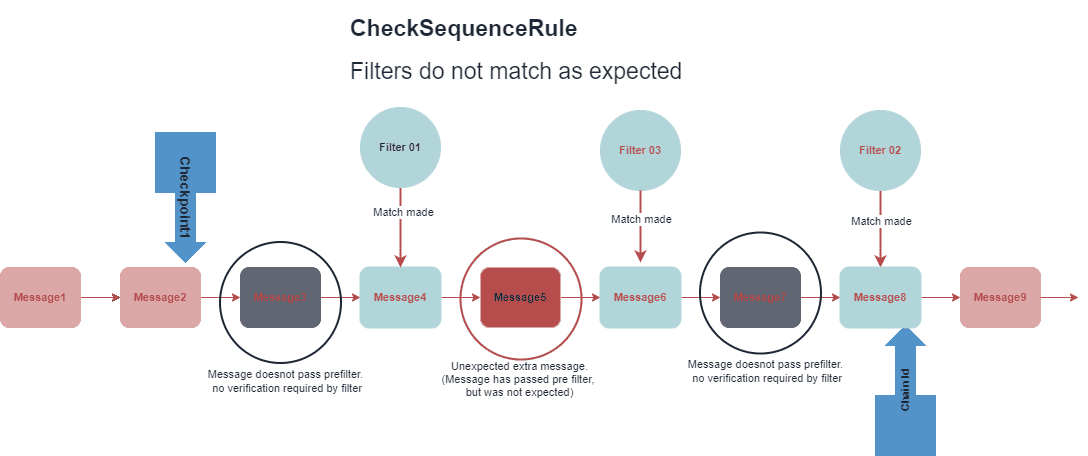 CheckSequenceRule
Filters do not match as expected
Filter 01
Filter 03
Filter 02
Checkpoint1
Match made
Match made
Match made
Message1
Message2
Message3
Message4
Message5
Message6
Message7
Message8
Message9
Message doesnot pass prefilter.
no verification required by filter
Unexpected extra message.
(Message has passed pre filter,
but was not expected)
Message doesnot pass prefilter.
no verification required by filter
Chain Id